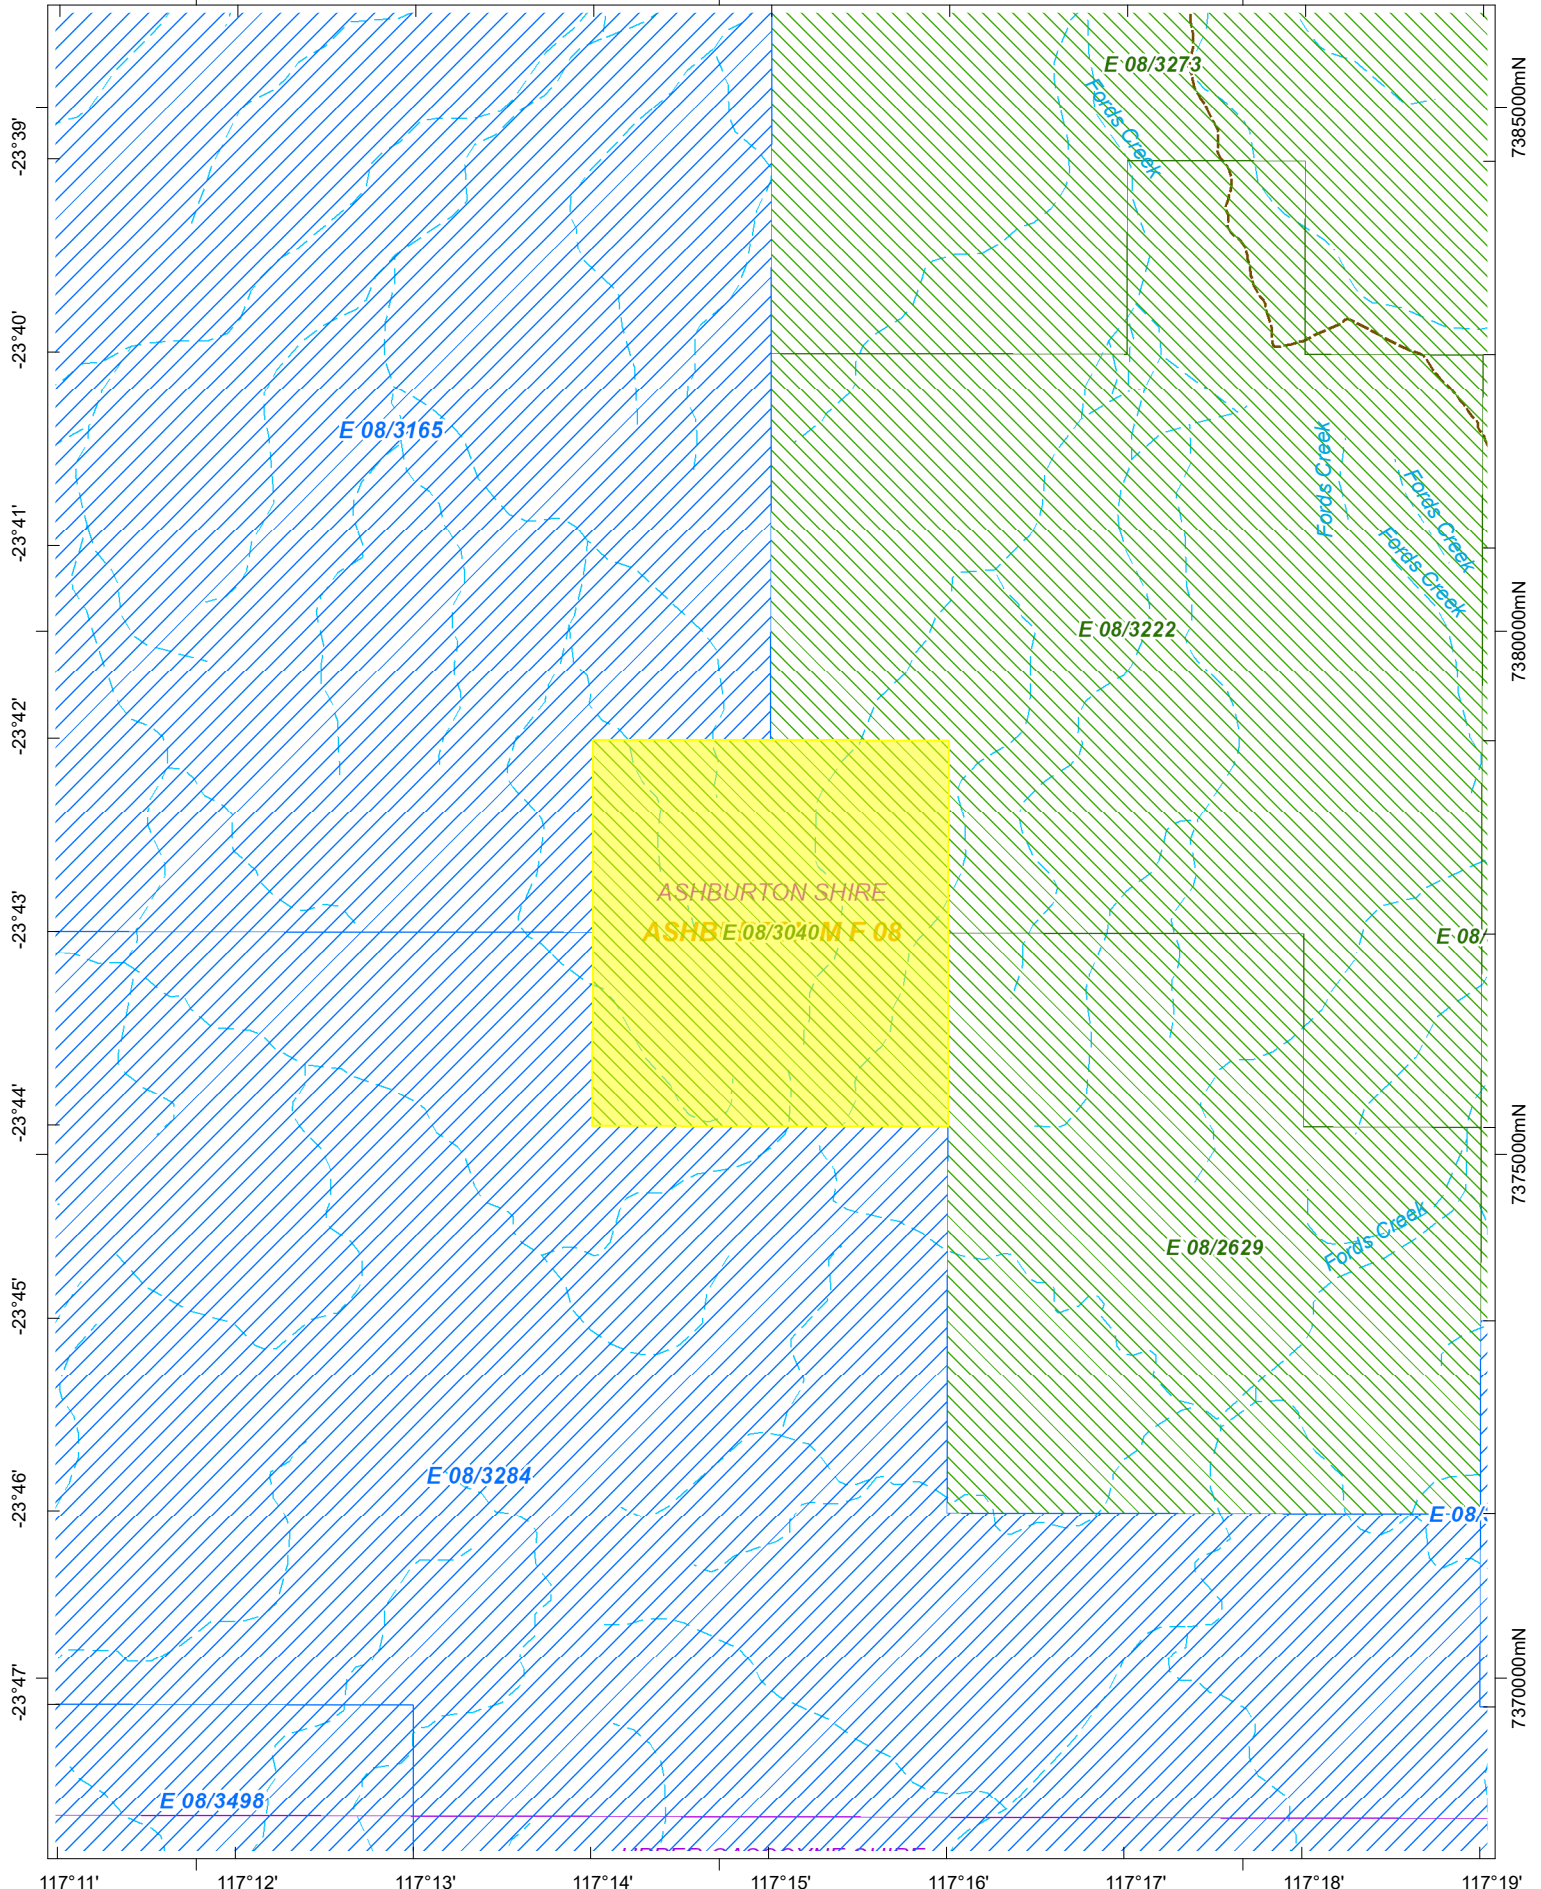 E 08/3273
7385000mN
Fords Creek
-23°39'
-23°40'
E 08/3165
Fords Creek
Fords Creek
Fords Creek
-23°41'
E 08/3222
7380000mN
-23°42'
ASHBURTON SHIRE
-23°43'
ASHB
E 08/3040
M F 08
E 08/
-23°44'
7375000mN
Fords Creek
E 08/2629
-23°45'
E 08/3284
-23°46'
E 08/
7370000mN
-23°47'
E 08/3498
117°11' 117°12' 117°13' 117°14' 117°15' 117°16' 117°17' 117°18' 117°19'